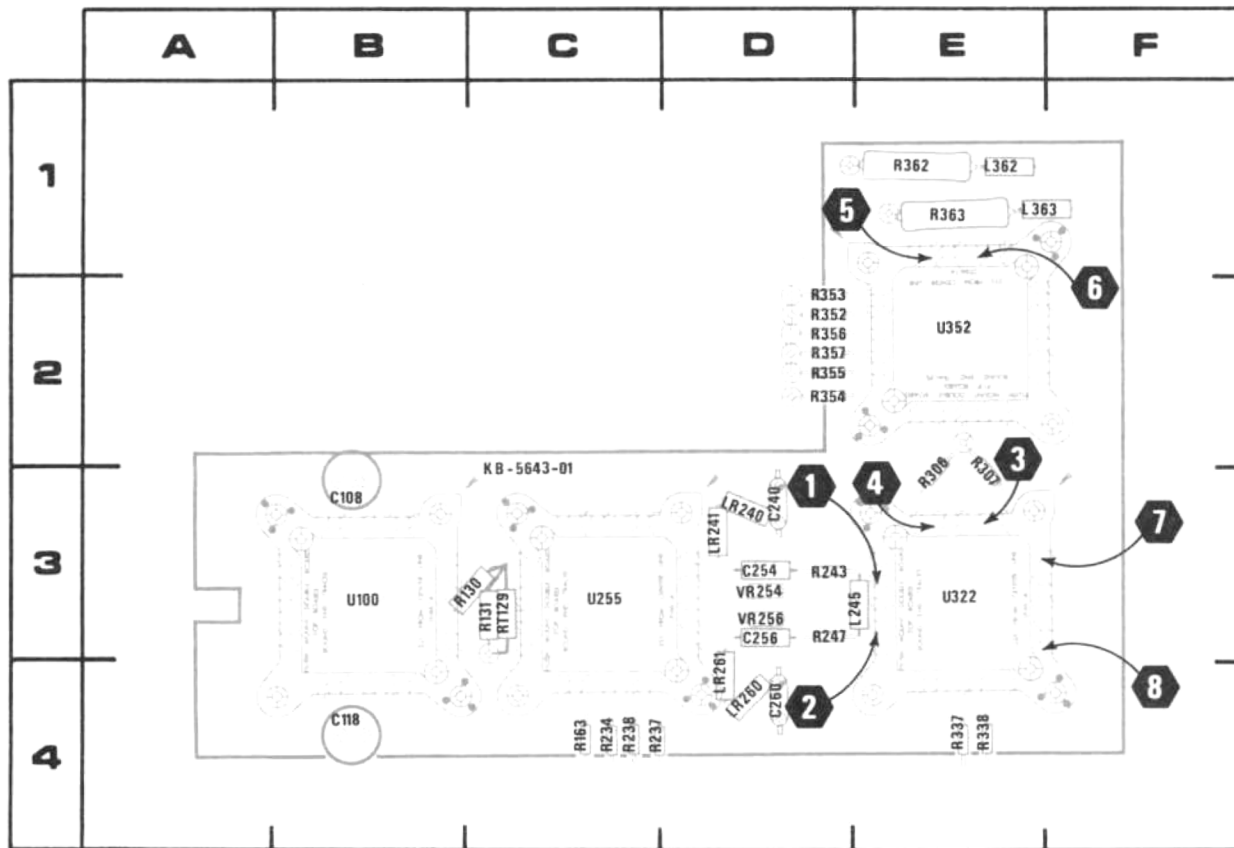 A B C D E F
1
R362 L362
5 R363 L363
6
R353
R352
R356 U352
2 R357
R355
R354
KB-5643-01
1 4 R306 R307 3
C108 LR240 C240
LR241 7
3 C254 R243
R130 VR254
U100 R131 RT129 U255 L245 U322
VR256
C256 R247
LR261 LR260 C260 2 8
C118
R163 R234 R238 R237 R337 R338
4